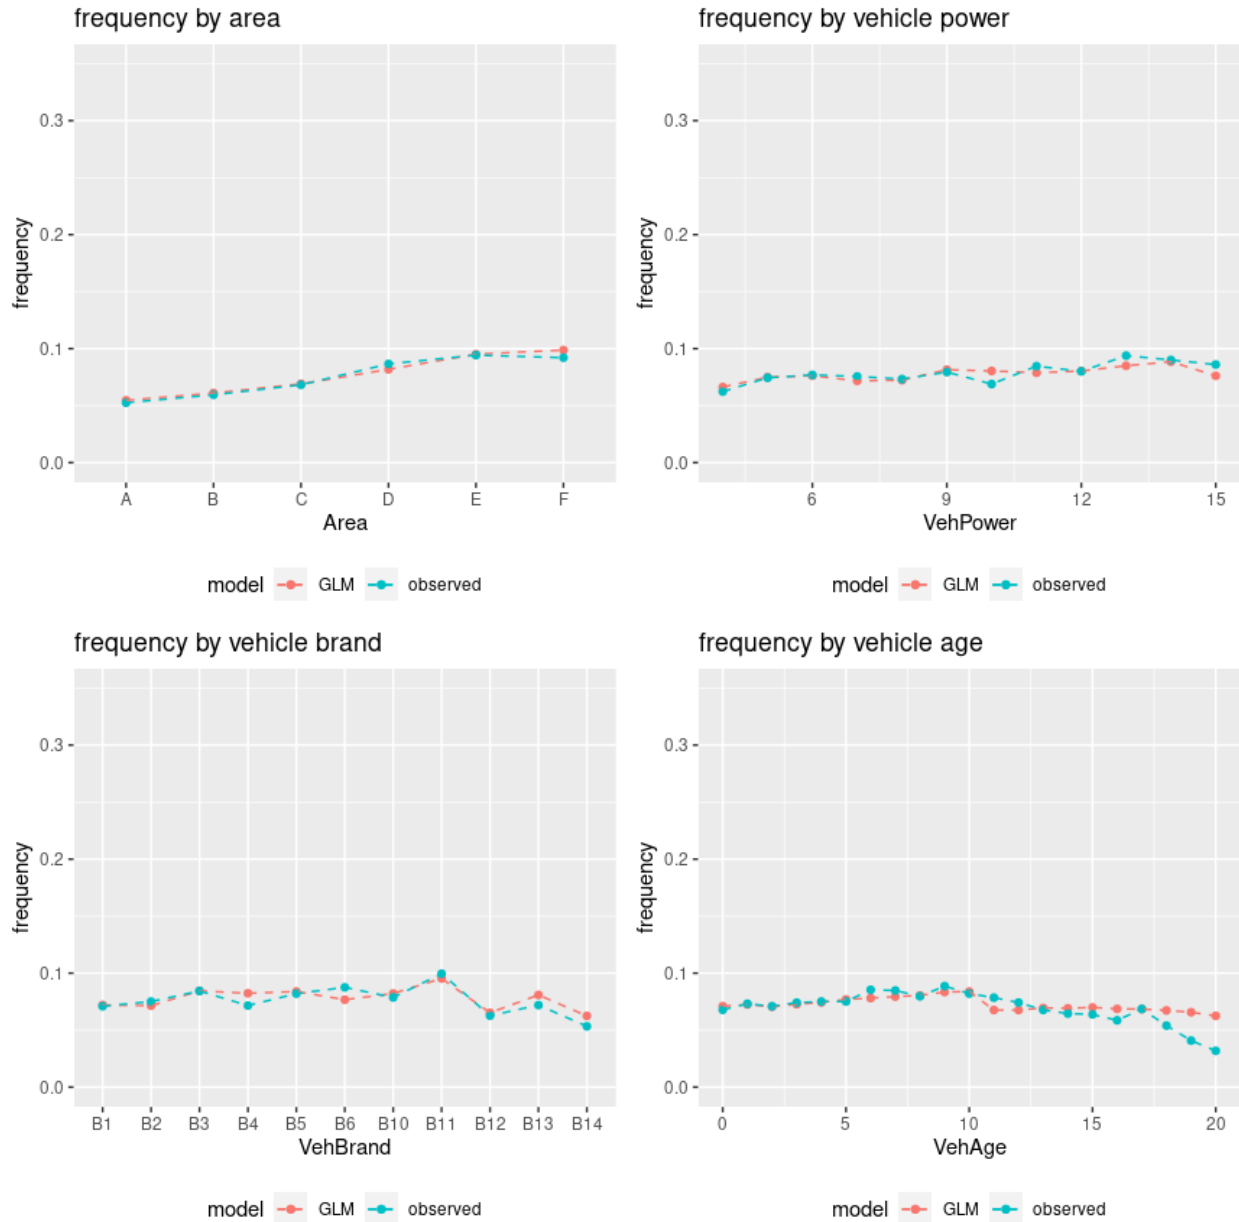 frequency by area
0.3
0.2
0.1
0.0
frequency
A B C D E F
Area
model GLM observed
frequency by vehicle power
0.3
0.2
0.1
0.0
frequency
6 9 12 15
VehPower
model GLM observed
frequency by vehicle brand
0.3
0.2
0.1
0.0
frequency
B1 B2 B3 B4 B5 B6 B10 B11 B12 B13 B14
VehBrand
model GLM observed
frequency by vehicle age
0.3
0.2
0.1
0.0
frequency
0 5 10 15 20
VehAge
model GLM observed